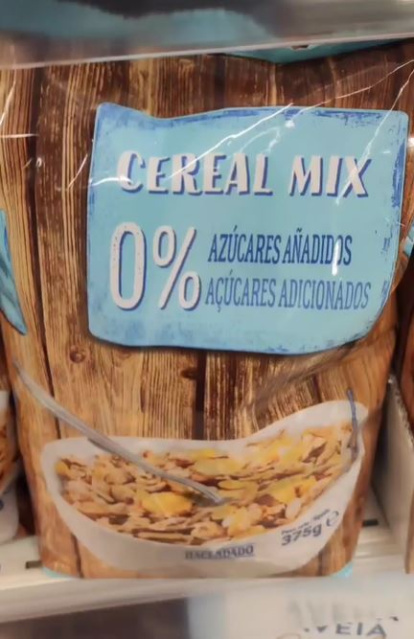 CEREAL MIX
0% AZÚCARES AÑADIDOS
AÇÚCARES ADICIONADOS
375g e
HACENDADO